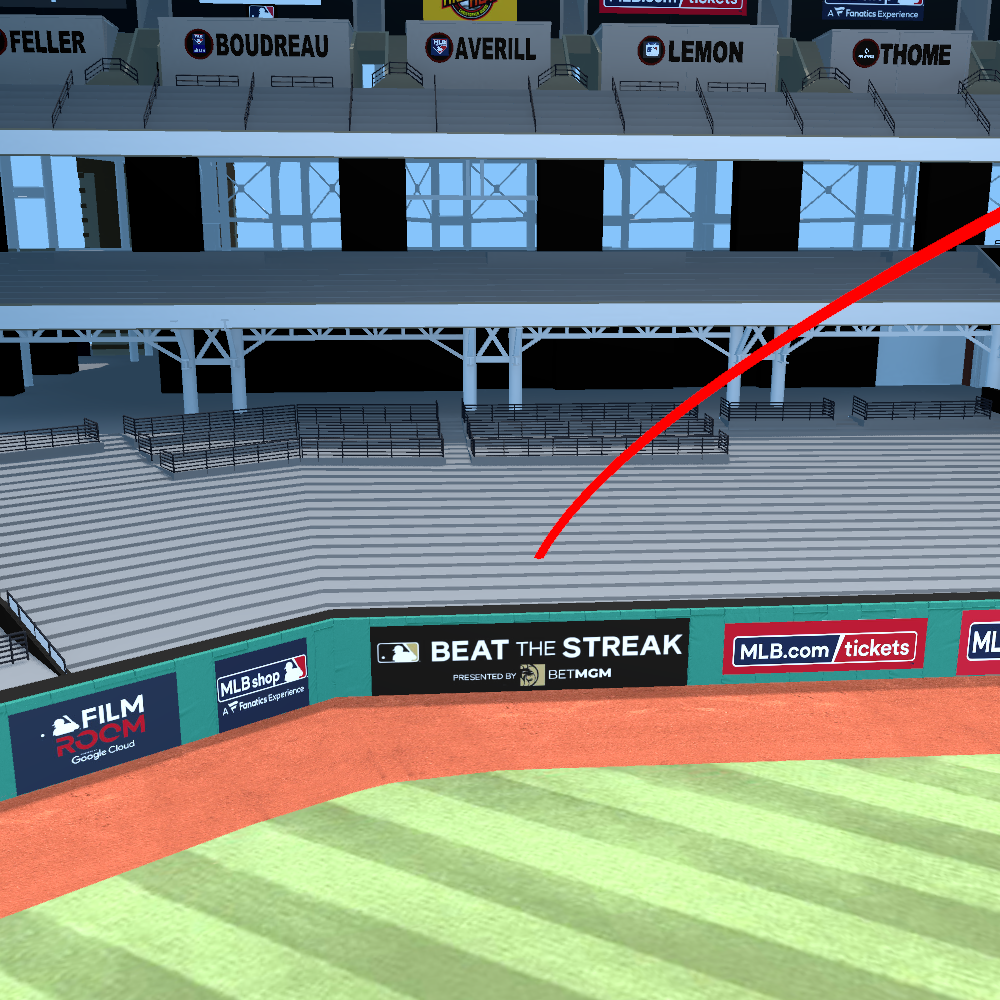 MLB.com/tickets
A Fanatics Experience
FELLER
BOUDREAU
AVERILL
LEMON
THOME
BEAT THE STREAK
PRESENTED BY BETMGM
MLB.com/tickets
ML
MLB shop
A Fanatics Experience
FILM
ROOM
Google Cloud